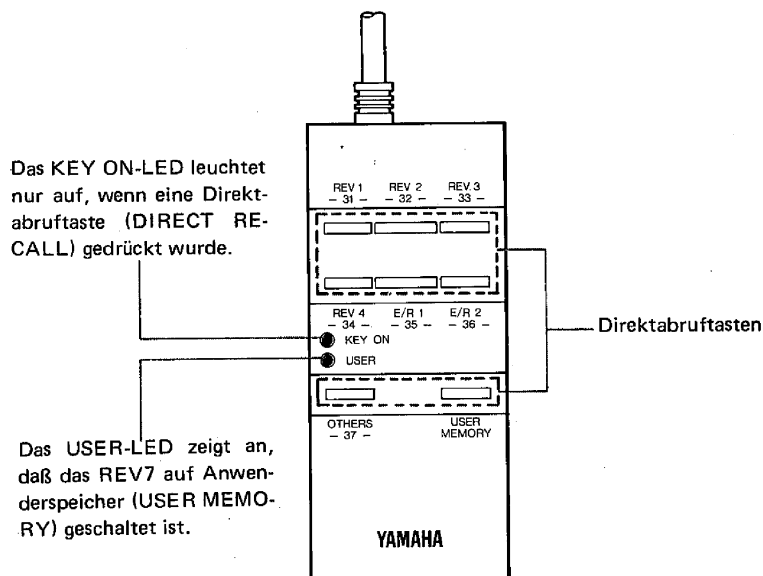 Das KEY ON-LED leuchtet
nur auf, wenn eine Direkt-
abruftaste (DIRECT RE-
CALL) gedrückt wurde.
REV 1 REV 2 REV.3
– 31 – – 32 – – 33 –
REV 4 E/R 1 E/R 2
– 34 – – 35 – – 36 –
KEY ON
USER
Direktabruftasten
OTHERS USER
– 37 – MEMORY
Das USER-LED zeigt an,
daß das REV7 auf Anwen-
derspeicher (USER MEMO-
RY) geschaltet ist.
YAMAHA